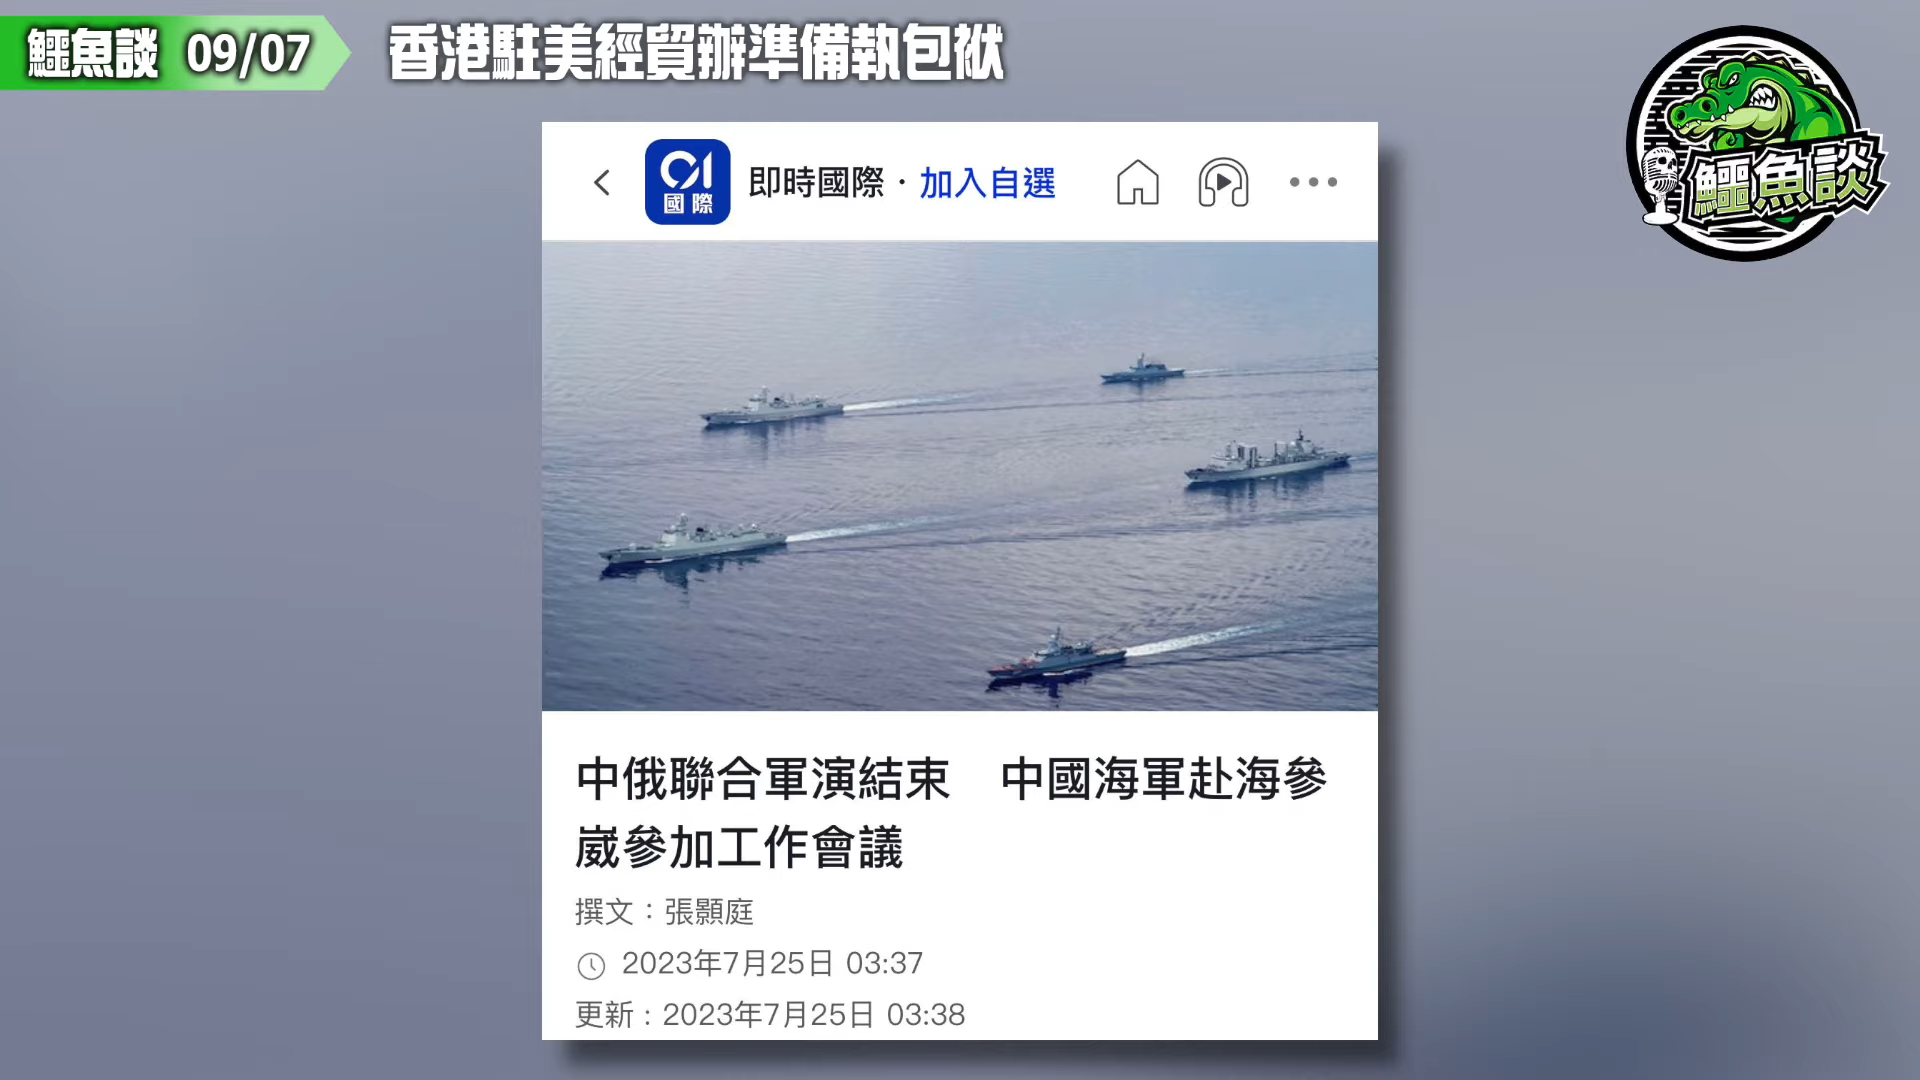 鱷魚談 09/07 香港駐美經貿辦準備執包袱
鱷魚談
01
國際
即時國際·加入自選
中俄聯合軍演結束　中國海軍赴海參
崴參加工作會議
撰文：張顥庭
2023年7月25日 03:37
更新：2023年7月25日 03:38